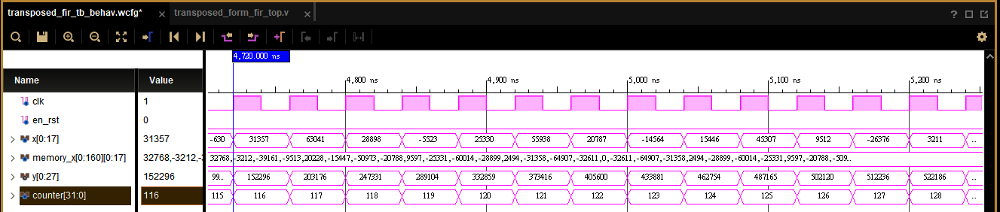 transposed_fir_tb_behav.wcfg* × transposed_form_fir_top.v × ?
4,720.000 ns
Name Value 4,800 ns 4,900 ns 5,000 ns 5,100 ns 5,200 ns
clk 1
en_rst 0
x[0:17] 31357 -630 31357 63041 28898 -5523 25330 55938 20787 -14564 15446 45307 9512 -26376 3211 ...
memory_x[0:160][0:17] 32768,-3212,-3 32768,-3212,-39161,-9513,20228,-15447,-50973,-20788,9597,-25331,-60014,-28899,2494,-31358,-64907,-32611,0,-32611,-64907,-31358,2494,-28899,-60014,-25331,9597,-20788,-509...
y[0:27] 152296 99... 152296 203176 247331 289104 332859 373416 405600 433881 462754 487165 502120 512236 522186 ...
counter[31:0] 116 115 116 117 118 119 120 121 122 123 124 125 126 127 128 ...